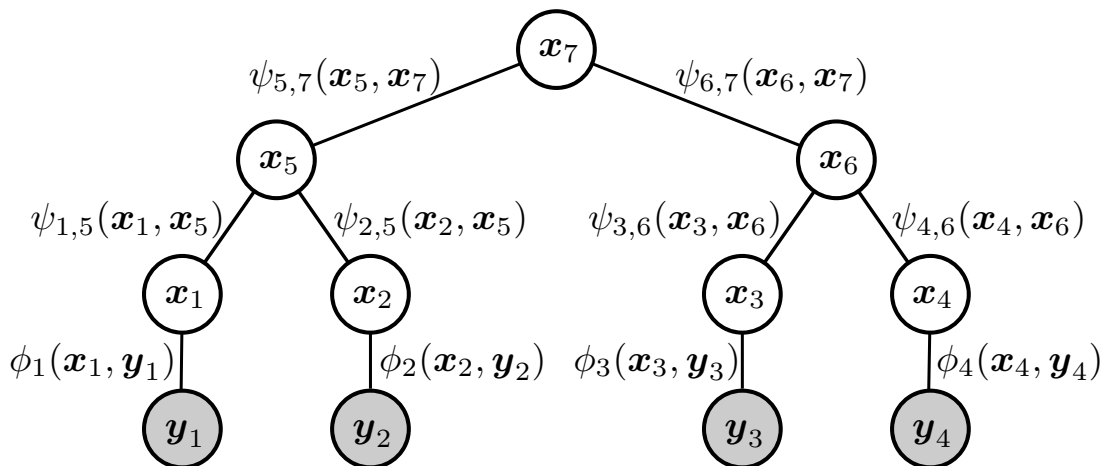 x₇
ψ₅,₇(x₅, x₇) ψ₆,₇(x₆, x₇)
x₅ x₆
ψ₁,₅(x₁, x₅) ψ₂,₅(x₂, x₅) ψ₃,₆(x₃, x₆) ψ₄,₆(x₄, x₆)
x₁ x₂ x₃ x₄
ϕ₁(x₁, y₁) ϕ₂(x₂, y₂) ϕ₃(x₃, y₃) ϕ₄(x₄, y₄)
y₁ y₂ y₃ y₄